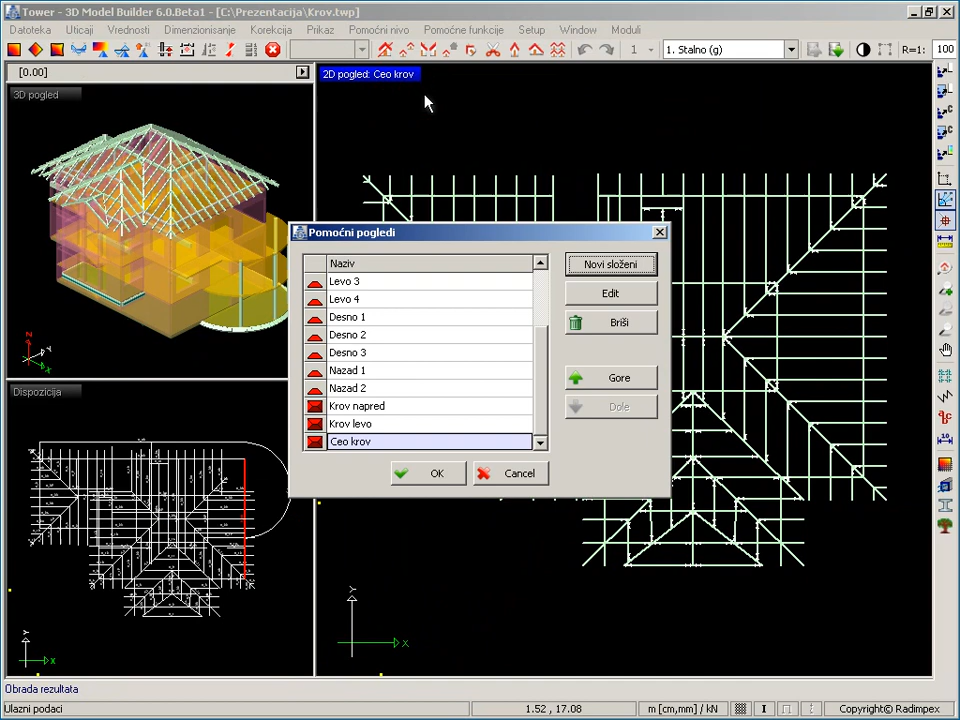 Tower - 3D Model Builder 6.0.Beta1 - [C:\Prezentacija\Krov.twp]
Datoteka Uticaji Vrednosti Dimenzionisanje Korekcija Prikaz Pomoćni nivo Pomoćne funkcije Setup Window Moduli
1 1. Stalno (g) R=1: 100
[0.00]
3D pogled
2D pogled: Ceo krov
Z
Y
X
Pomoćni pogledi
Naziv
Levo 3
Levo 4
Desno 1
Desno 2
Desno 3
Nazad 1
Nazad 2
Krov napred
Krov levo
Ceo krov
Novi složeni
Edit
Briši
Gore
Dole
OK Cancel
Dispozicija
Y
X
Y
X
Obrada rezultata
Ulazni podaci 1.52 , 17.08 m [cm,mm] / kN I Copyright© Radimpex